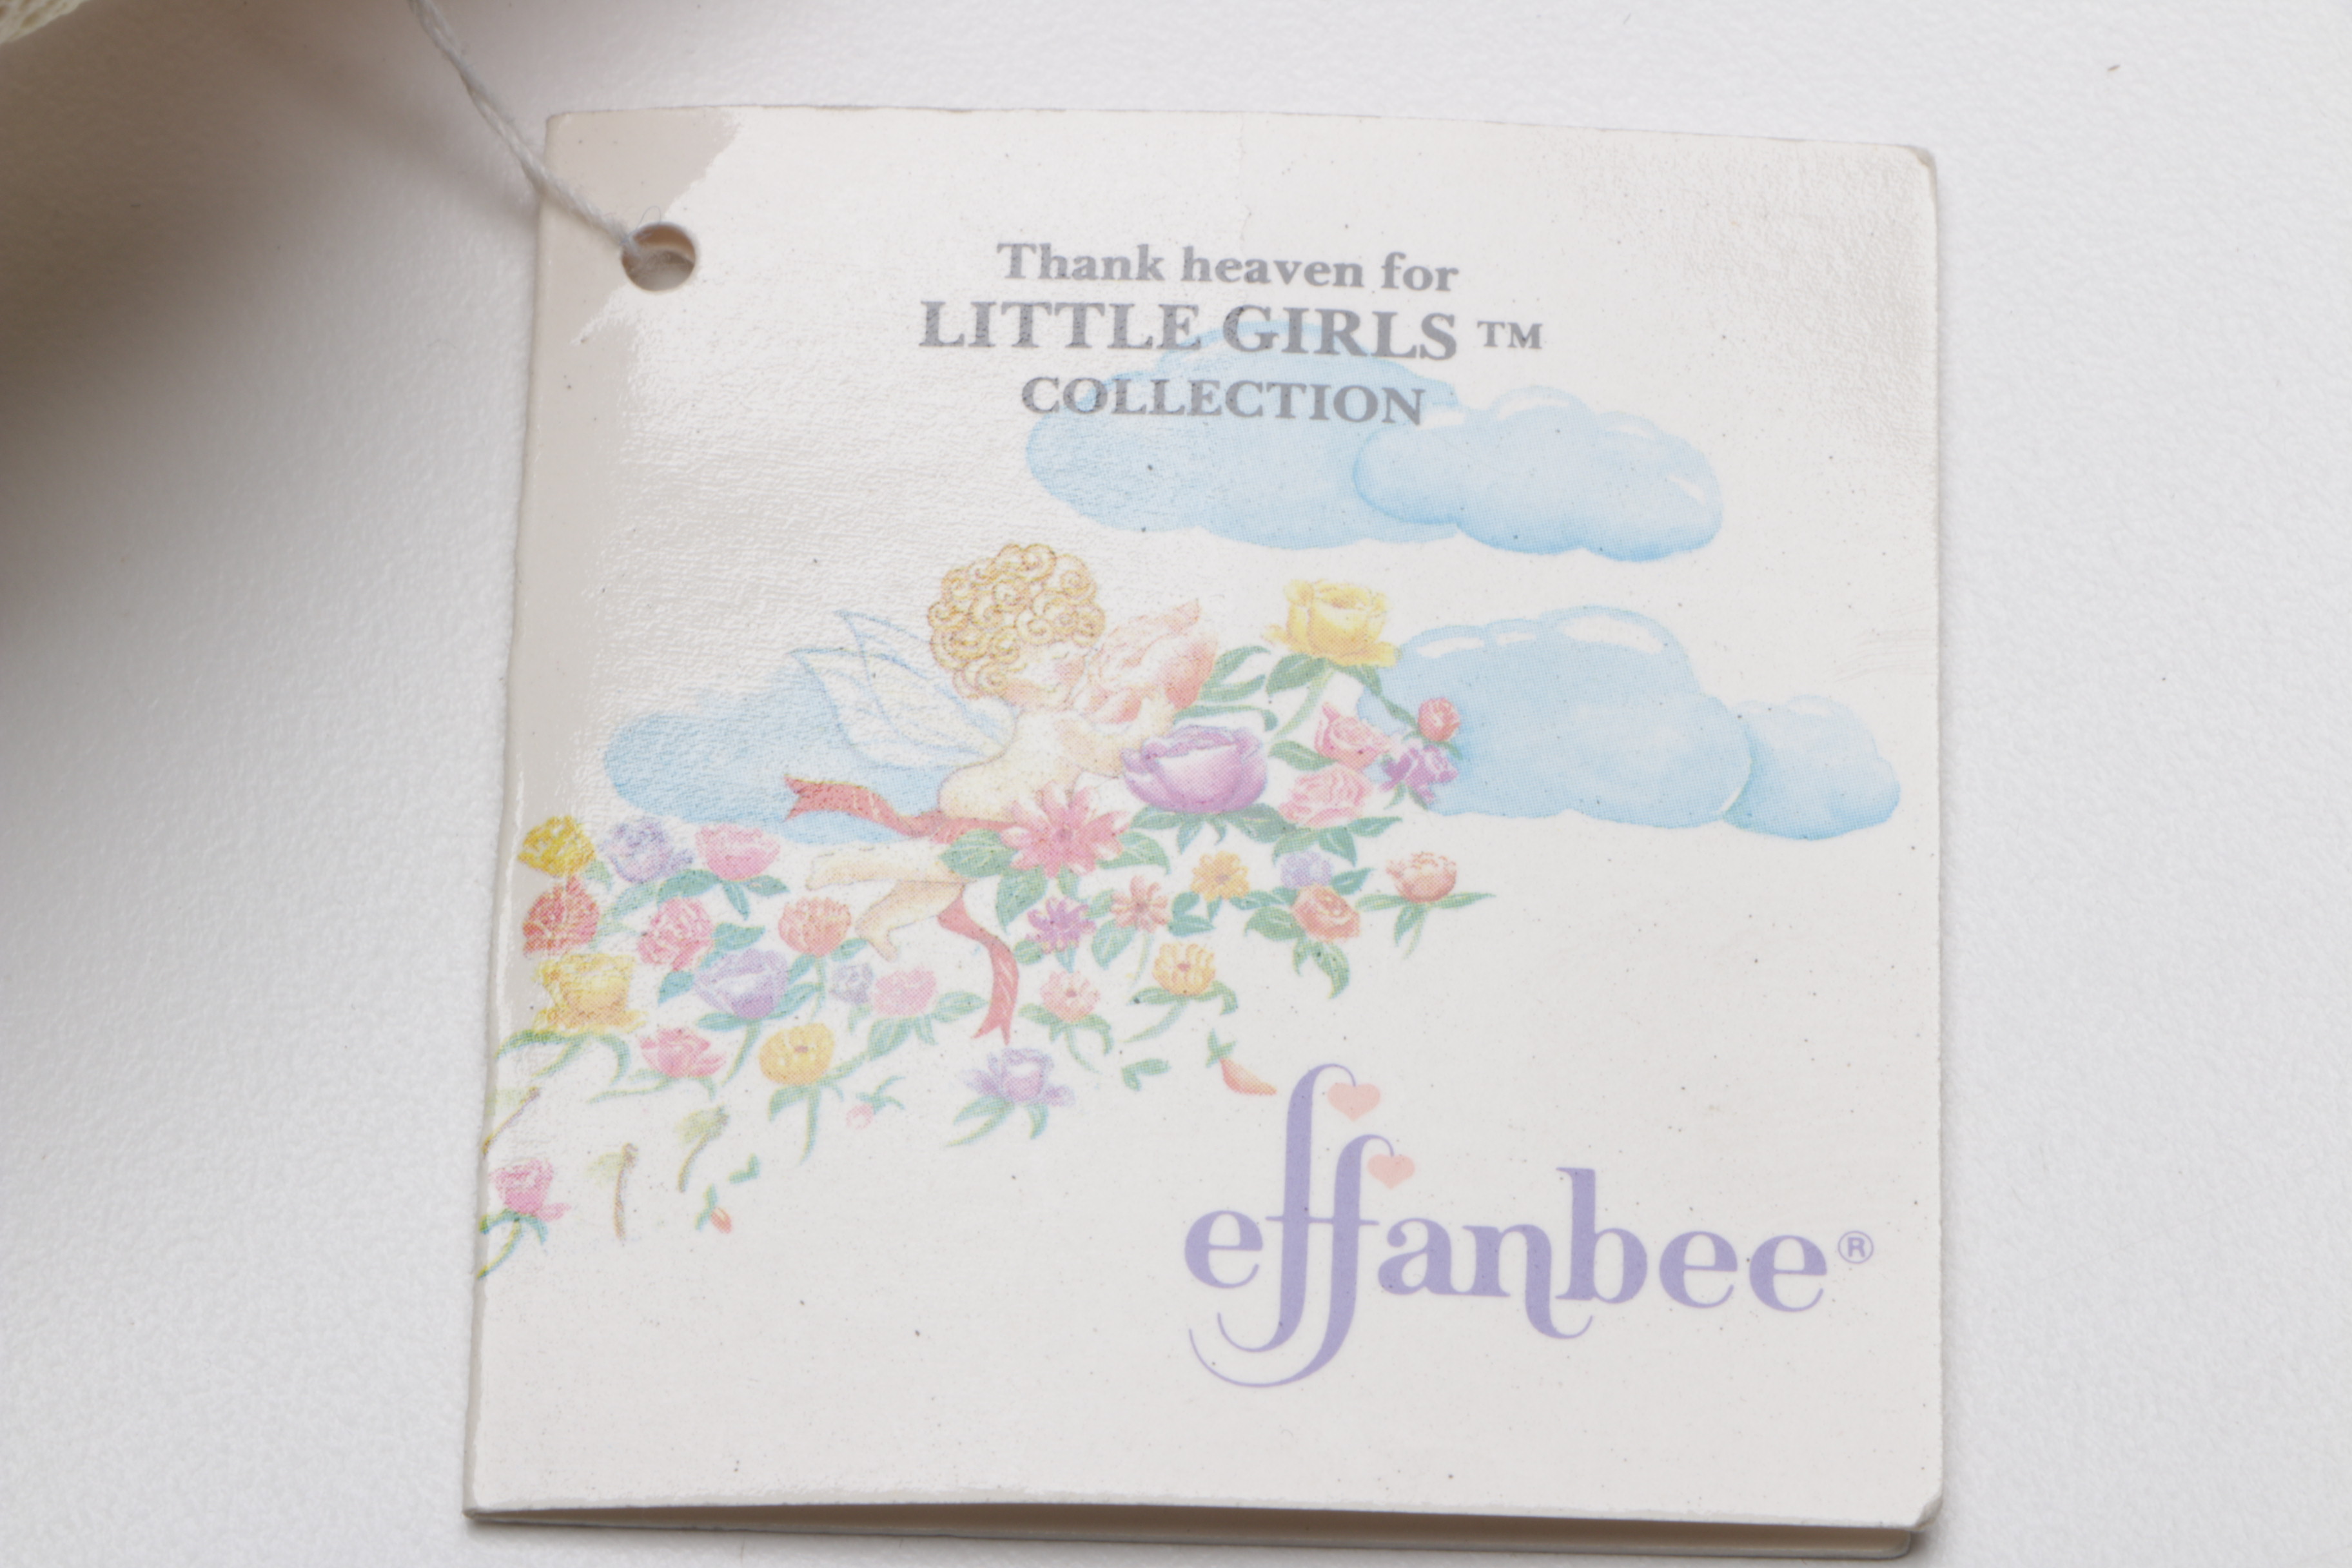 Thank heaven for
LITTLE GIRLS ™
COLLECTION
effanbee®